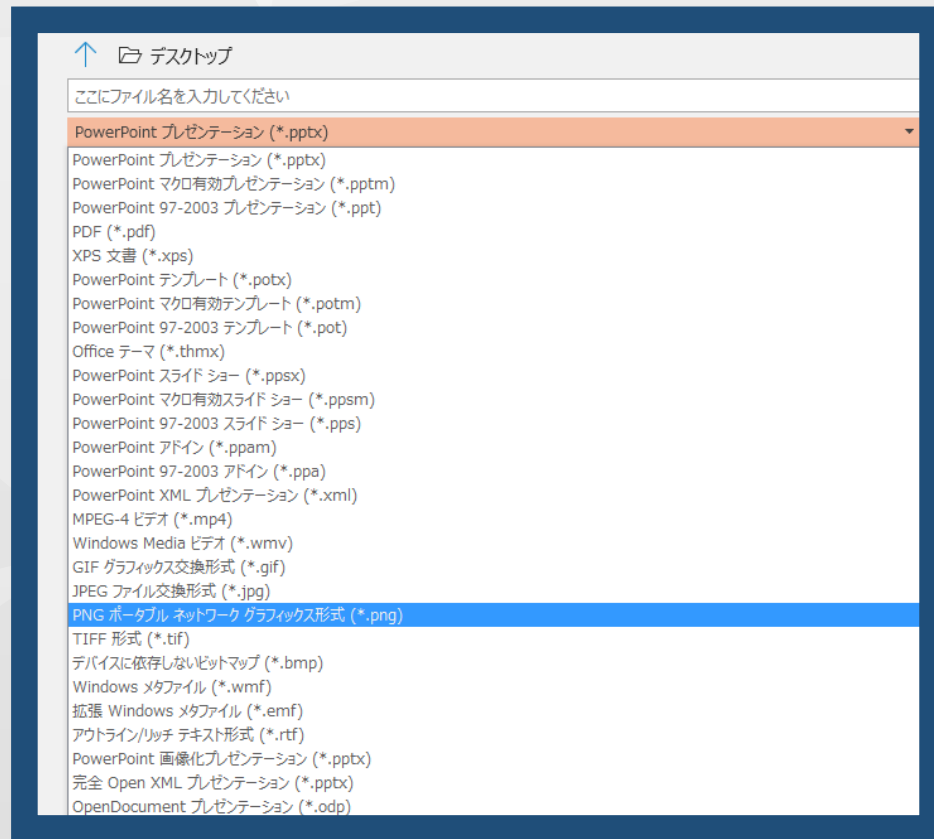 デスクトップ
ここにファイル名を入力してください
PowerPoint プレゼンテーション (*.pptx)
PowerPoint プレゼンテーション (*.pptx)
PowerPoint マクロ有効プレゼンテーション (*.pptm)
PowerPoint 97-2003 プレゼンテーション (*.ppt)
PDF (*.pdf)
XPS 文書 (*.xps)
PowerPoint テンプレート (*.potx)
PowerPoint マクロ有効テンプレート (*.potm)
PowerPoint 97-2003 テンプレート (*.pot)
Office テーマ (*.thmx)
PowerPoint スライド ショー (*.ppsx)
PowerPoint マクロ有効スライド ショー (*.ppsm)
PowerPoint 97-2003 スライド ショー (*.pps)
PowerPoint アドイン (*.ppam)
PowerPoint 97-2003 アドイン (*.ppa)
PowerPoint XML プレゼンテーション (*.xml)
MPEG-4 ビデオ (*.mp4)
Windows Media ビデオ (*.wmv)
GIF グラフィックス交換形式 (*.gif)
JPEG ファイル交換形式 (*.jpg)
PNG ポータブル ネットワーク グラフィックス形式 (*.png)
TIFF 形式 (*.tif)
デバイスに依存しないビットマップ (*.bmp)
Windows メタファイル (*.wmf)
拡張 Windows メタファイル (*.emf)
アウトライン/リッチ テキスト形式 (*.rtf)
PowerPoint 画像化プレゼンテーション (*.pptx)
完全 Open XML プレゼンテーション (*.pptx)
OpenDocument プレゼンテーション (*.odp)